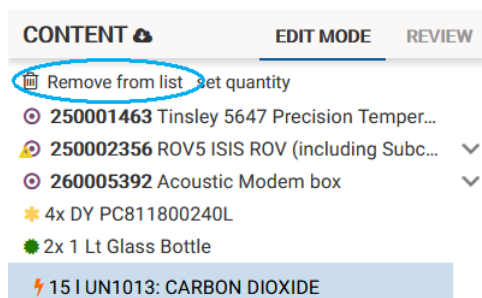 CONTENT EDIT MODE REVIEW
Remove from list set quantity
250001463 Tinsley 5647 Precision Temper...
250002356 ROV5 ISIS ROV (including Subc...
260005392 Acoustic Modem box
4x DY PC811800240L
2x 1 Lt Glass Bottle
15 l UN1013: CARBON DIOXIDE